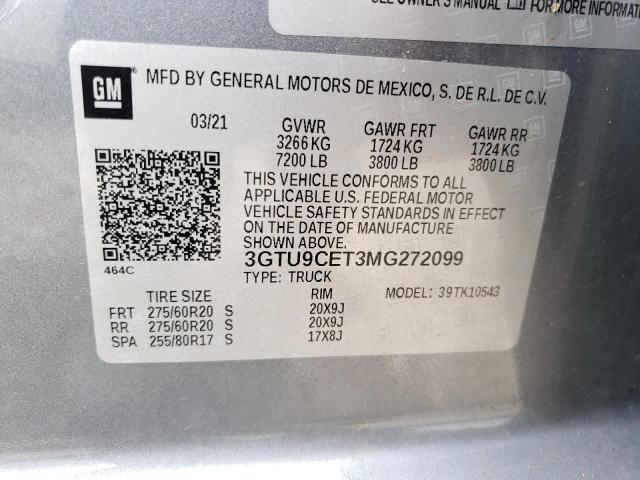 SEE OWNER'S MANUAL FOR MORE INFORMATI
GM
MFD BY GENERAL MOTORS DE MEXICO, S. DE R.L. DE C.V.
03/21 GVWR GAWR FRT GAWR RR
3266 KG 1724 KG 1724 KG
7200 LB 3800 LB 3800 LB
THIS VEHICLE CONFORMS TO ALL
APPLICABLE U.S. FEDERAL MOTOR
VEHICLE SAFETY STANDARDS IN EFFECT
ON THE DATE OF MANUFACTURE
SHOWN ABOVE.
464C
3GTU9CET3MG272099
TYPE: TRUCK
MODEL: 39TK10543
TIRE SIZE RIM
FRT 275/60R20 S 20X9J
RR 275/60R20 S 20X9J
SPA 255/80R17 S 17X8J